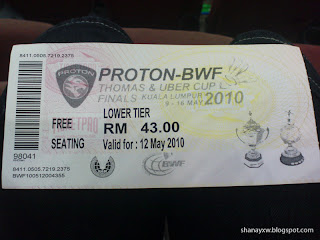 8411.0505.7219.2375
PROTON
PROTON-BWF
THOMAS & UBER CUP
FINALS KUALA LUMPUR
9 - 16 MAY 2010
LOWER TIER
FREE RM 43.00
SEATING Valid for : 12 May 2010
98041
8411.0505.7219.2375
BWF100512004355
BWF
shanayxw.blogspot.com